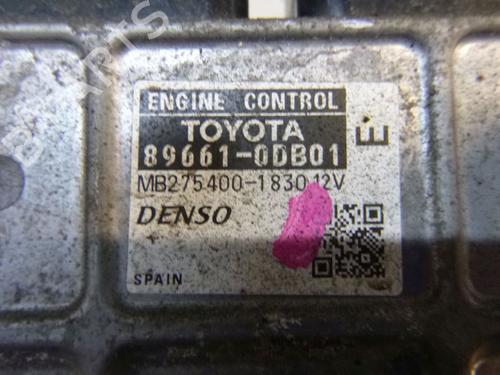 ENGINE CONTROL
TOYOTA
89661-0DB01
E
MB275400-1830 12V
DENSO
SPAIN